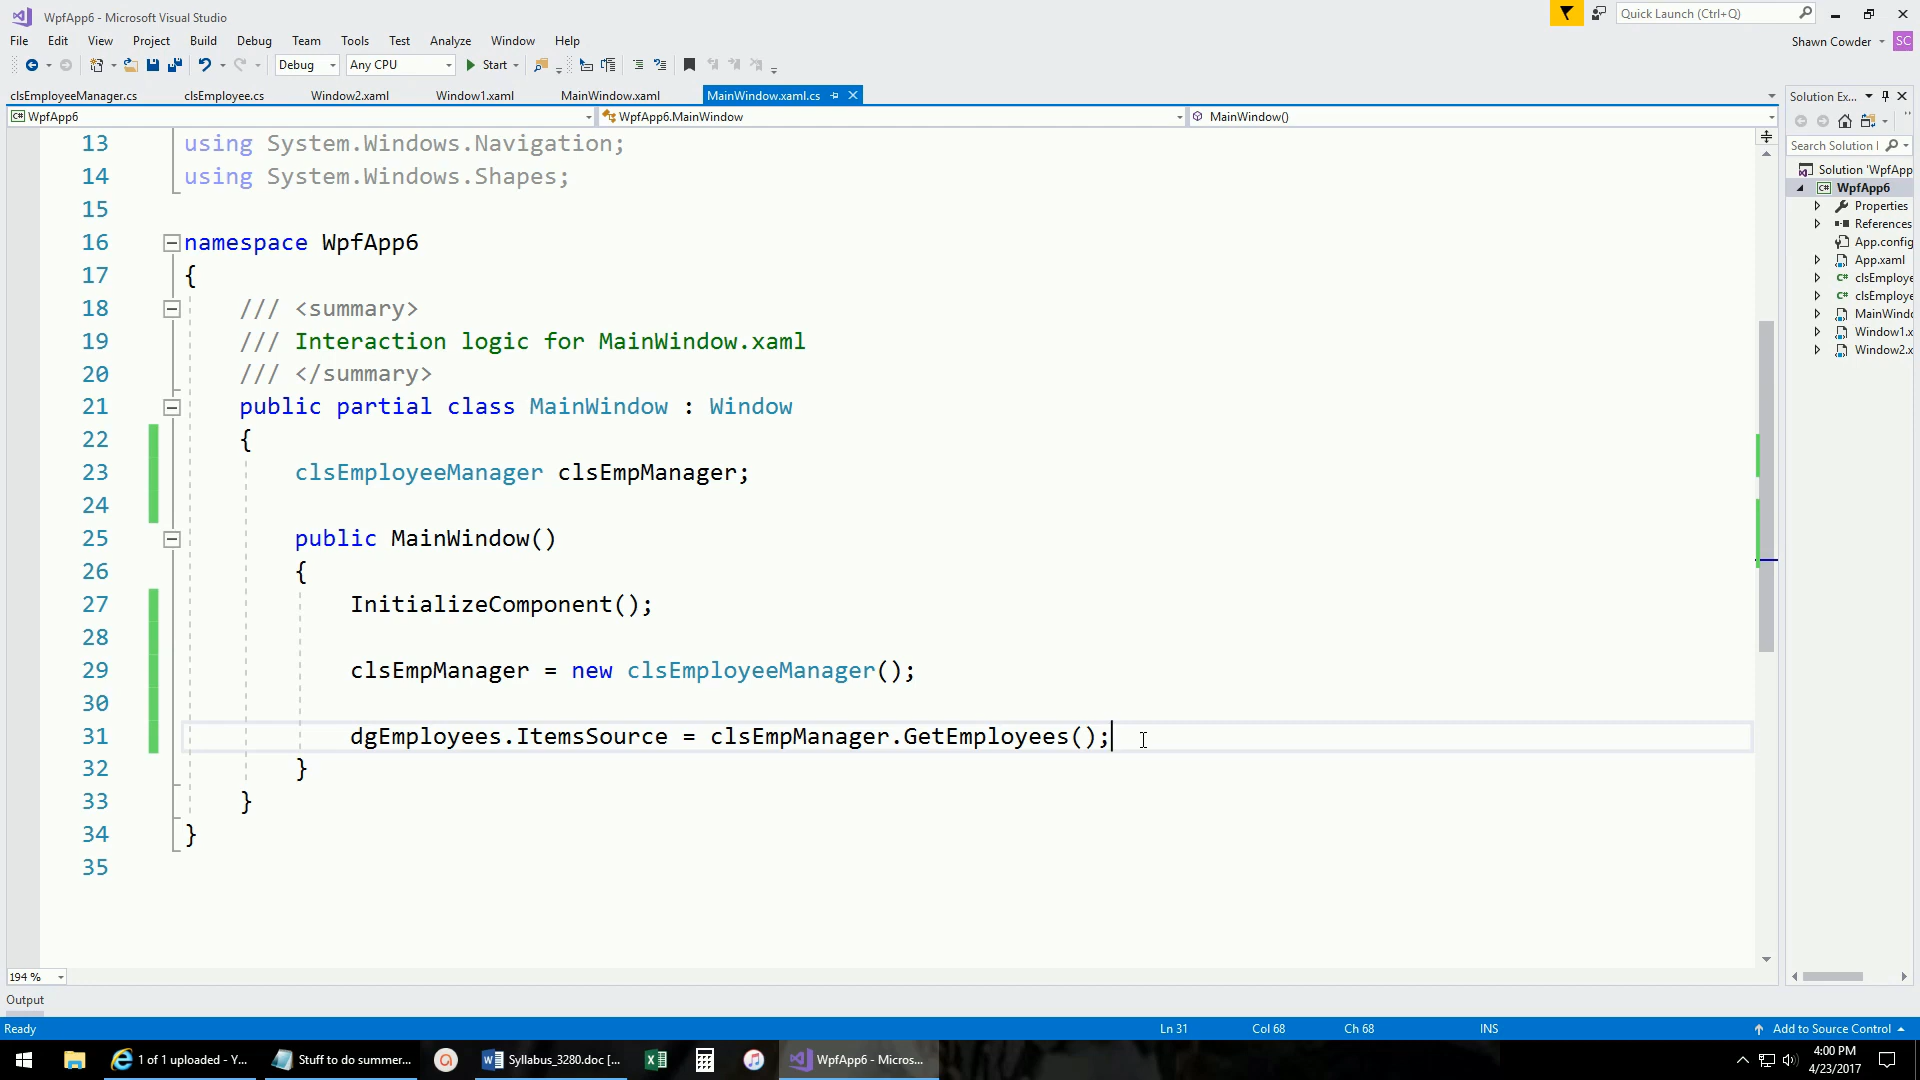 WpfApp6 - Microsoft Visual Studio
Quick Launch (Ctrl+Q)
File Edit View Project Build Debug Team Tools Test Analyze Window Help
Shawn Cowder SC
Debug Any CPU Start
clsEmployeeManager.cs clsEmployee.cs Window2.xaml Window1.xaml MainWindow.xaml MainWindow.xaml.cs
C# WpfApp6 WpfApp6.MainWindow MainWindow()
13 using System.Windows.Navigation;
14 using System.Windows.Shapes;
15
16 namespace WpfApp6
17 {
18 /// <summary>
19 /// Interaction logic for MainWindow.xaml
20 /// </summary>
21 public partial class MainWindow : Window
22 {
23 clsEmployeeManager clsEmpManager;
24
25 public MainWindow()
26 {
27 InitializeComponent();
28
29 clsEmpManager = new clsEmployeeManager();
30
31 dgEmployees.ItemsSource = clsEmpManager.GetEmployees();
32 }
33 }
34 }
35
194 %
Output
Solution Ex...
Search Solution
Solution 'WpfApp
C# WpfApp6
Properties
References
App.config
App.xaml
C# clsEmploye
C# clsEmploye
MainWindo
Window1.x
Window2.x
Ready Ln 31 Col 68 Ch 68 INS Add to Source Control
1 of 1 uploaded - Y... Stuff to do summer... Syllabus_3280.doc [... WpfApp6 - Micros...
4:00 PM
4/23/2017